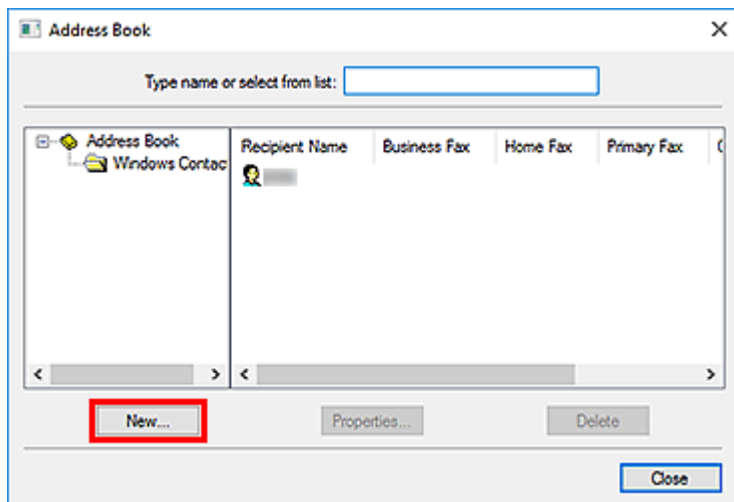 Address Book
Type name or select from list:
Address Book
Windows Contac
Recipient Name Business Fax Home Fax Primary Fax
New... Properties... Delete
Close